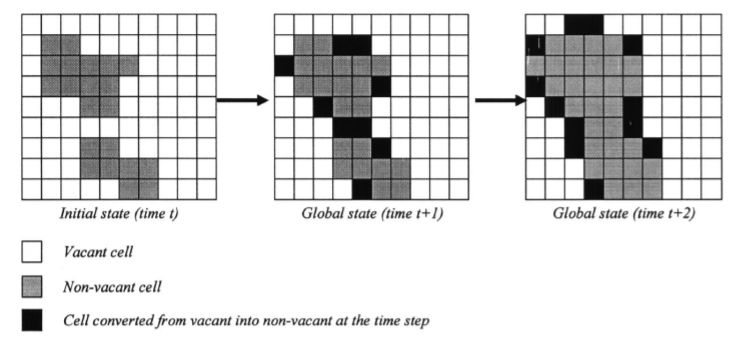 Initial state (time t)
Global state (time t+1)
Global state (time t+2)
Vacant cell
Non-vacant cell
Cell converted from vacant into non-vacant at the time step